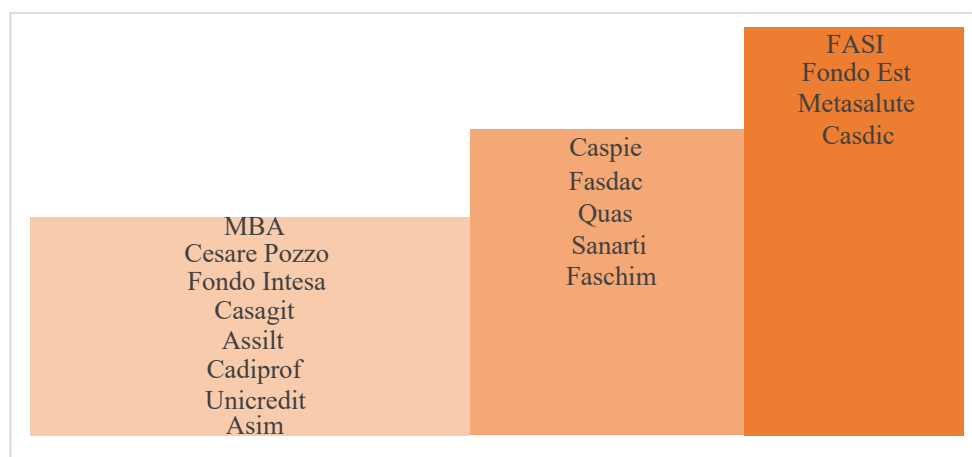 MBA
Cesare Pozzo
Fondo Intesa
Casagit
Assilt
Cadiprof
Unicredit
Asim
Caspie
Fasdac
Quas
Sanarti
Faschim
FASI
Fondo Est
Metasalute
Casdic